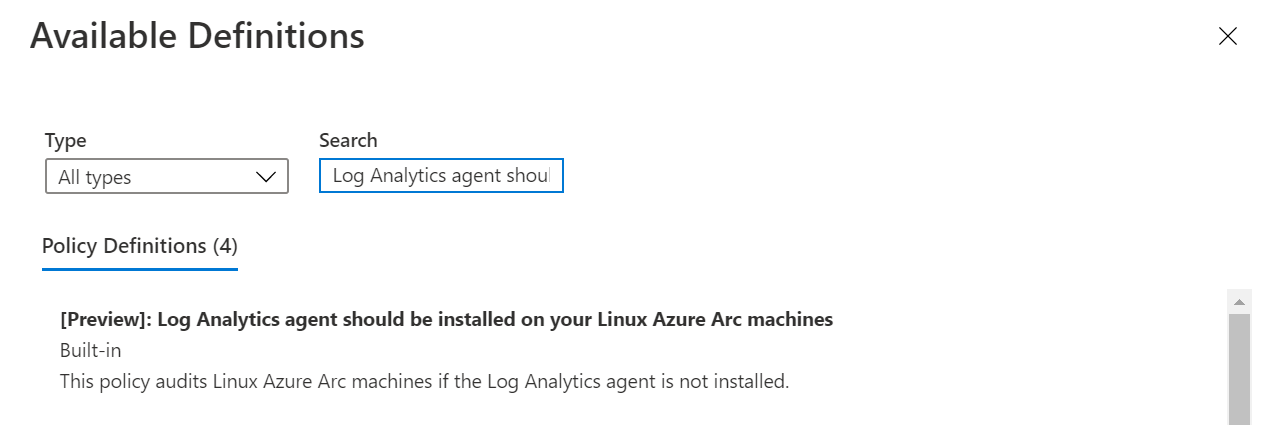 Available Definitions
Type
Search
All types
Log Analytics agent shoul
Policy Definitions (4)
[Preview]: Log Analytics agent should be installed on your Linux Azure Arc machines
Built-in
This policy audits Linux Azure Arc machines if the Log Analytics agent is not installed.